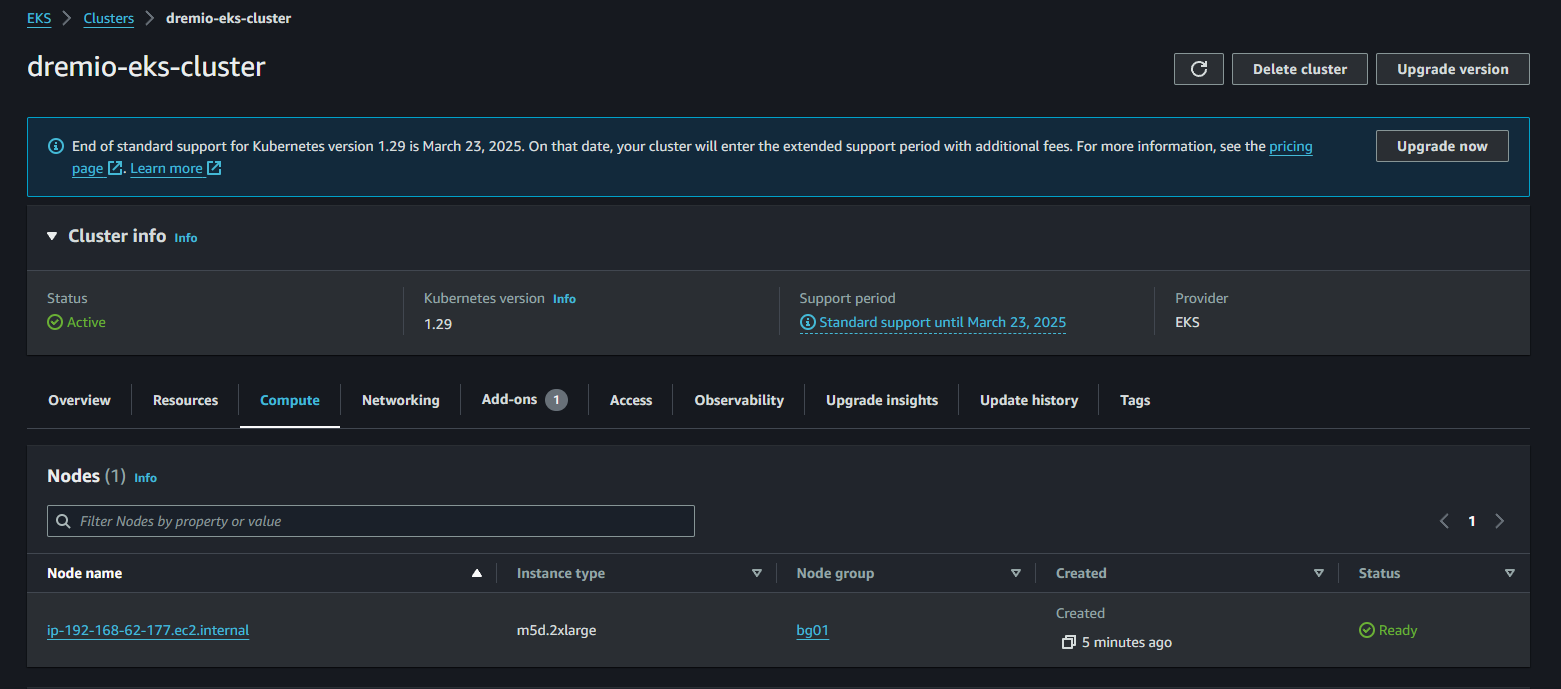 EKS > Clusters > dremio-eks-cluster
dremio-eks-cluster
Delete cluster
Upgrade version
End of standard support for Kubernetes version 1.29 is March 23, 2025. On that date, your cluster will enter the extended support period with additional fees. For more information, see the pricing
page. Learn more
Upgrade now
Cluster info Info
Status
Active
Kubernetes version Info
1.29
Support period
Standard support until March 23, 2025
Provider
EKS
Overview Resources Compute Networking Add-ons 1 Access Observability Upgrade insights Update history Tags
Nodes (1) Info
Filter Nodes by property or value
1
Node name Instance type Node group Created Status
Created
ip-192-168-62-177.ec2.internal m5d.2xlarge bg01 5 minutes ago Ready